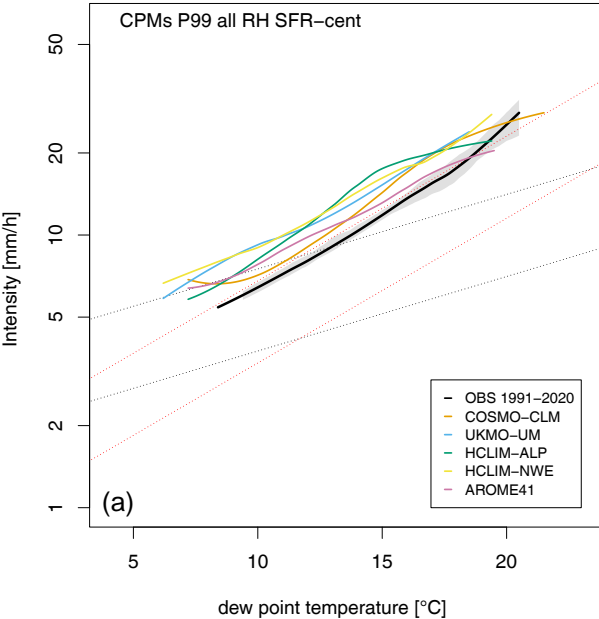 CPMs P99 all RH SFR−cent
50
20
10
5
2
1
Intensity [mm/h]
OBS 1991−2020
COSMO−CLM
UKMO−UM
HCLIM−ALP
HCLIM−NWE
AROME41
(a)
5 10 15 20
dew point temperature [°C]